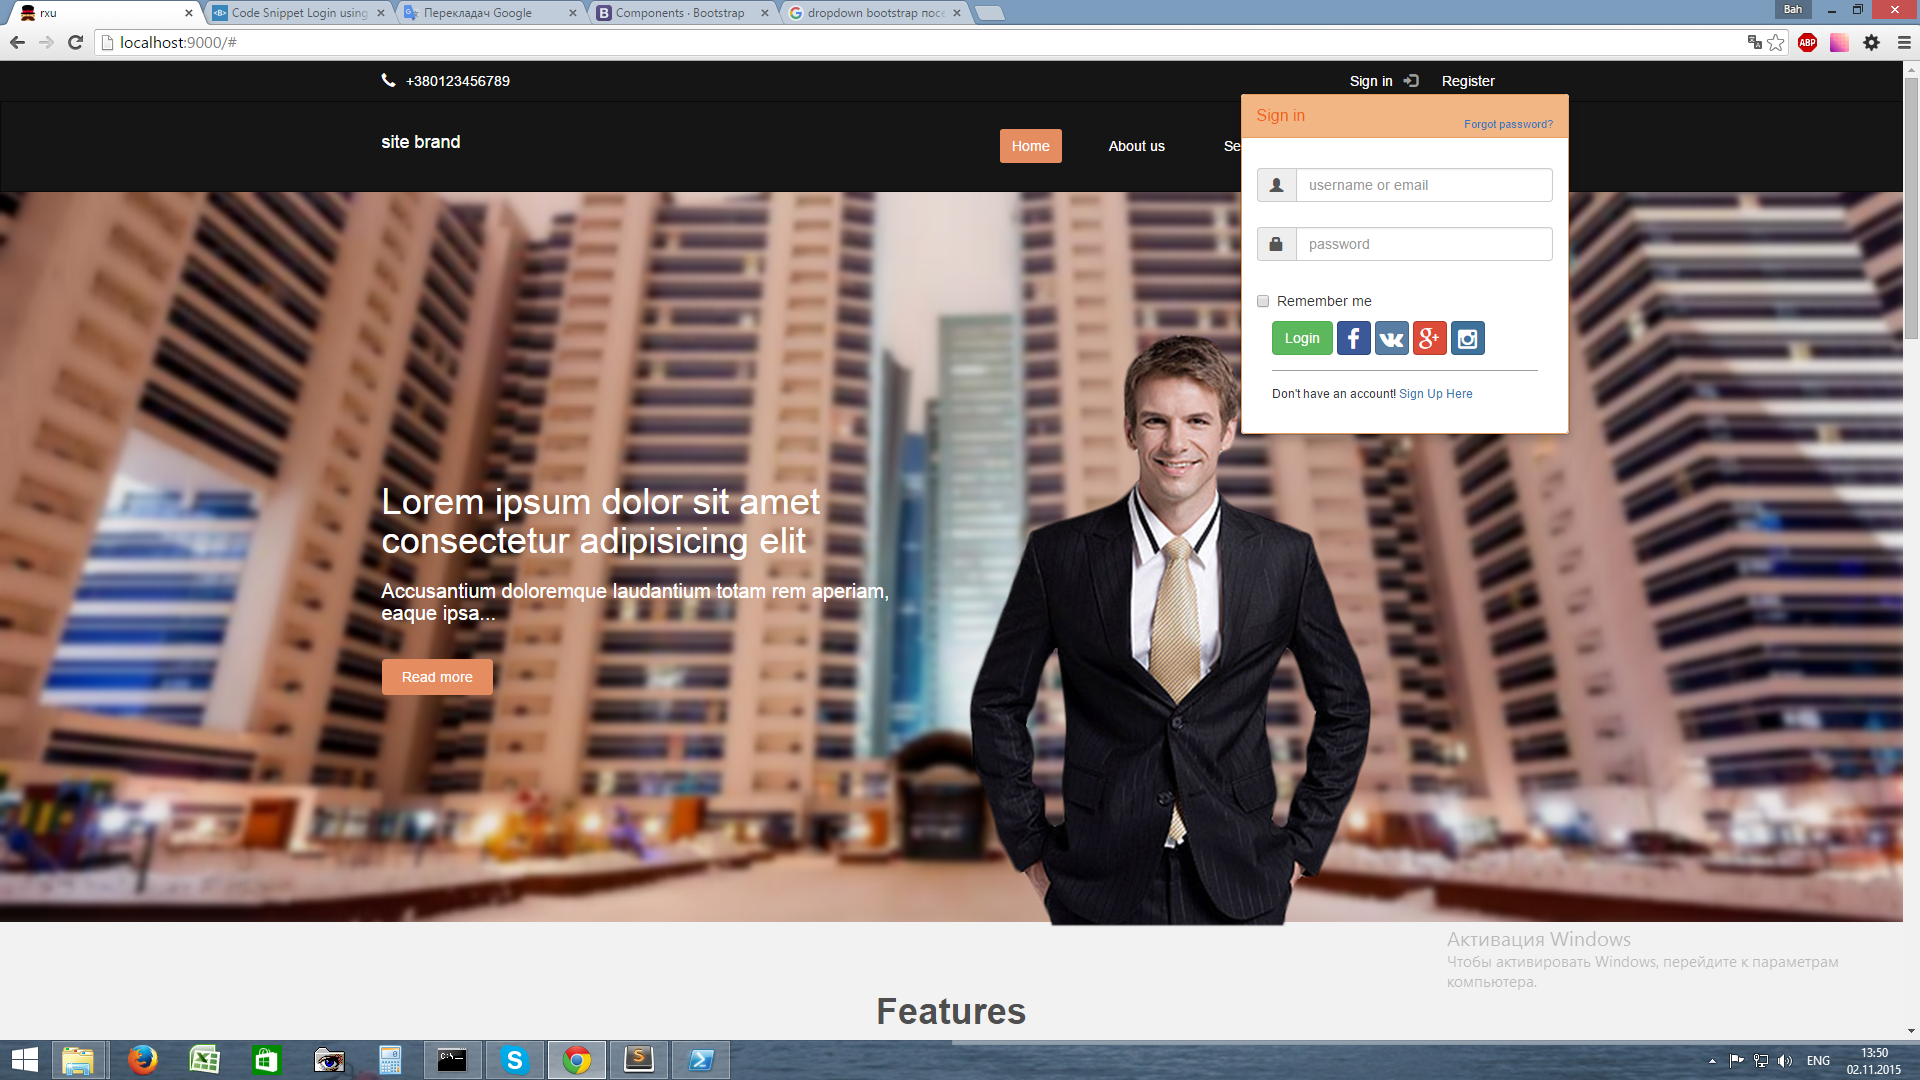 rxu
Code Snippet Login using
Перекладач Google
Components · Bootstrap
dropdown bootstrap посе
Bah
localhost:9000/#
ABP
+380123456789
Sign in
Register
site brand
Home
About us
Se
Sign in
Forgot password?
username or email
password
Remember me
Login
Don't have an account! Sign Up Here
Lorem ipsum dolor sit amet
consectetur adipisicing elit
Accusantium doloremque laudantium totam rem aperiam,
eaque ipsa...
Read more
Активация Windows
Чтобы активировать Windows, перейдите к параметрам
компьютера.
Features
ENG
13:50
02.11.2015